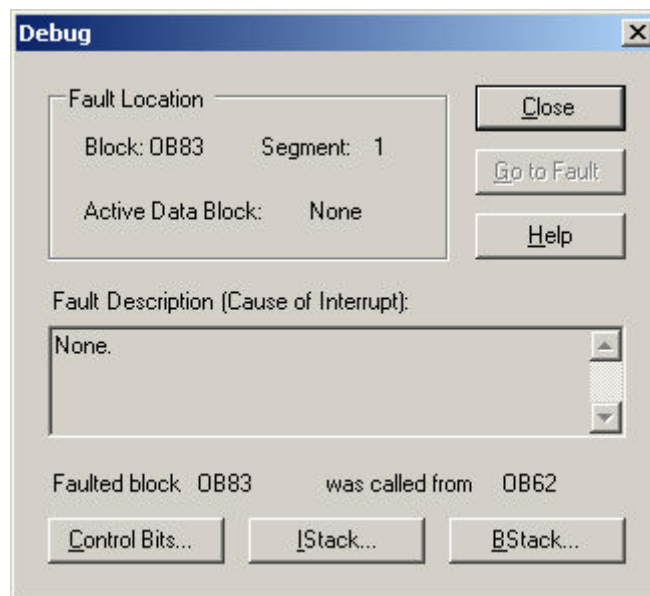 Debug
Fault Location
Block: OB83 Segment: 1
Active Data Block: None
Close
Go to Fault
Help
Fault Description (Cause of Interrupt):
None.
Faulted block OB83 was called from OB62
Control Bits... IStack... BStack...